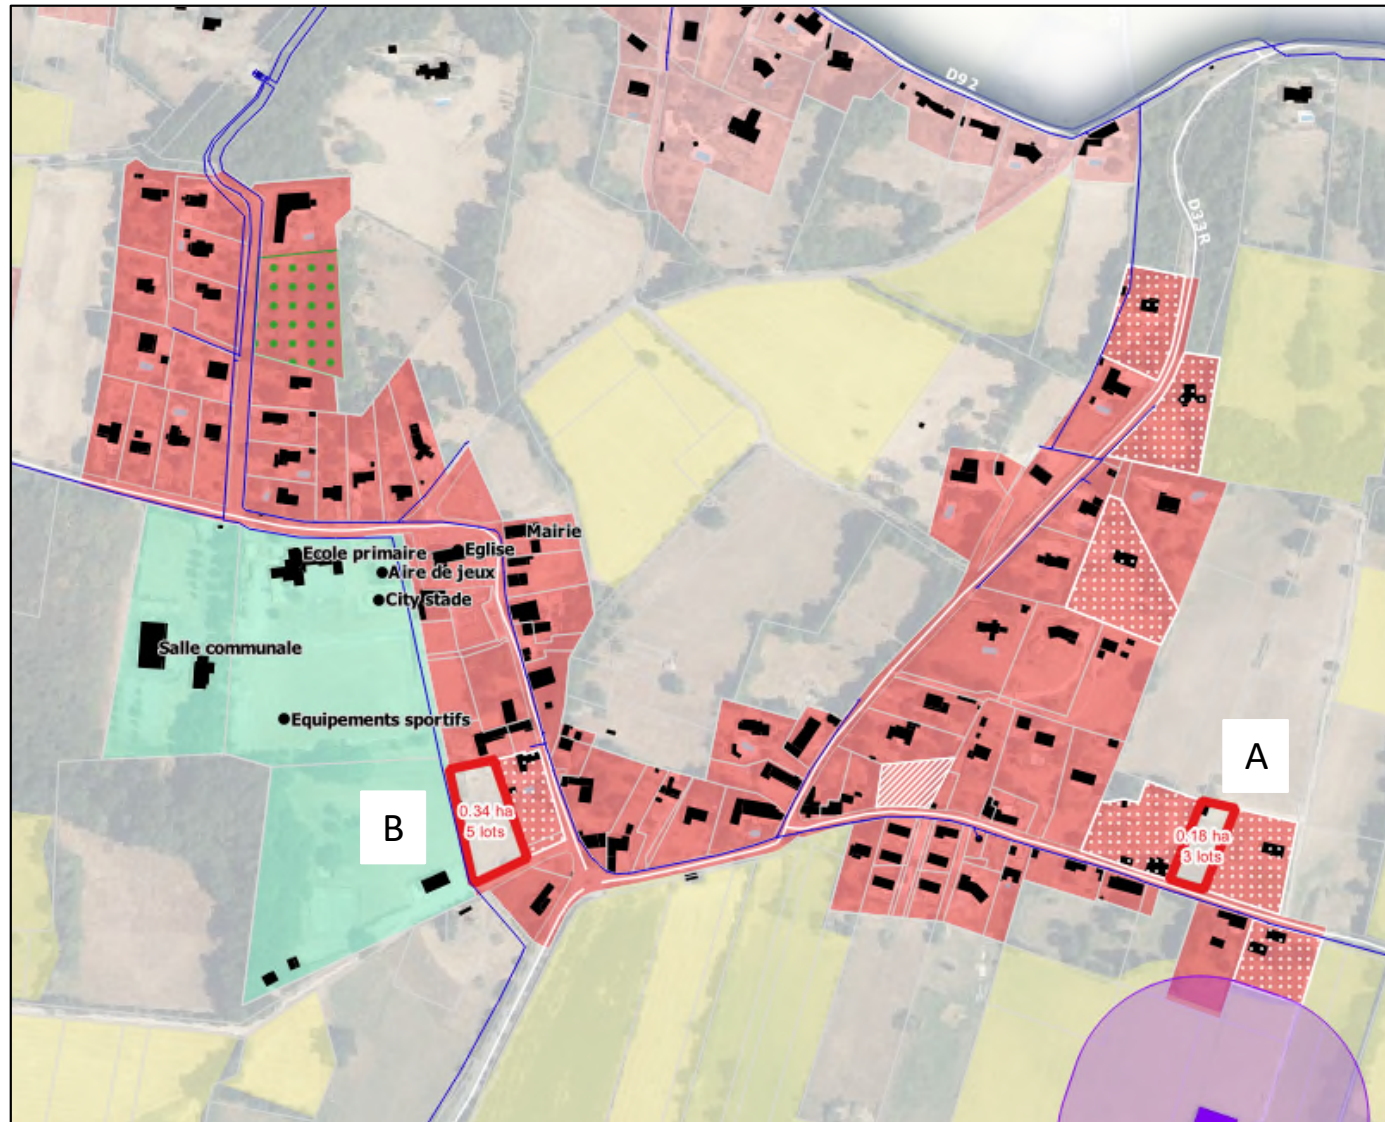 D92
D33R
Mairie
Ecole primaire
Eglise
Aire de jeux
City stade
Salle communale
Equipements sportifs
A
B
0.34 ha
5 lots
0.18 ha
3 lots